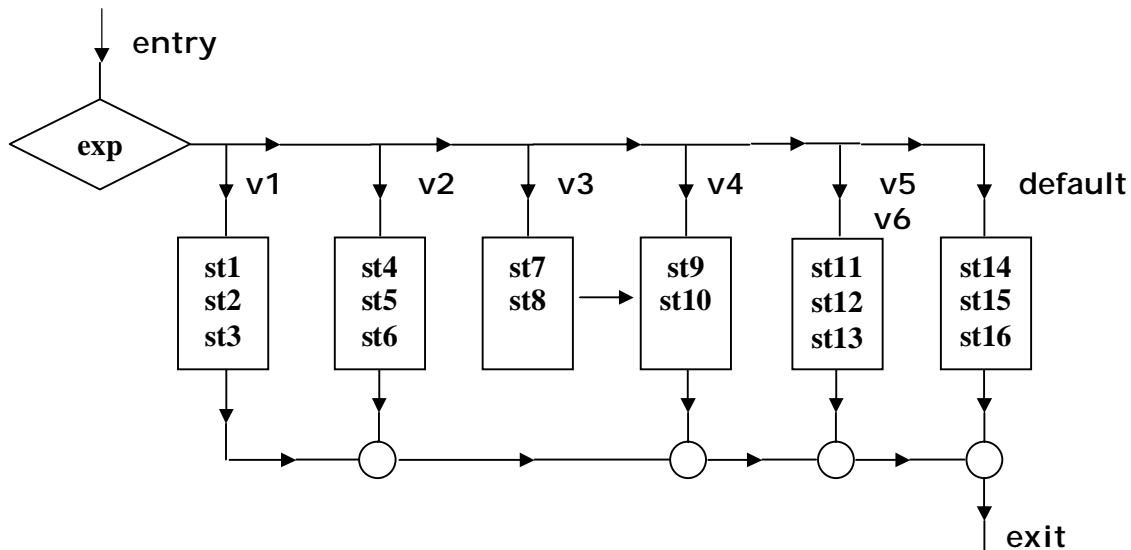 entry
exp
v1
v2
v3
v4
v5
v6
default
st1
st2
st3
st4
st5
st6
st7
st8
st9
st10
st11
st12
st13
st14
st15
st16
exit